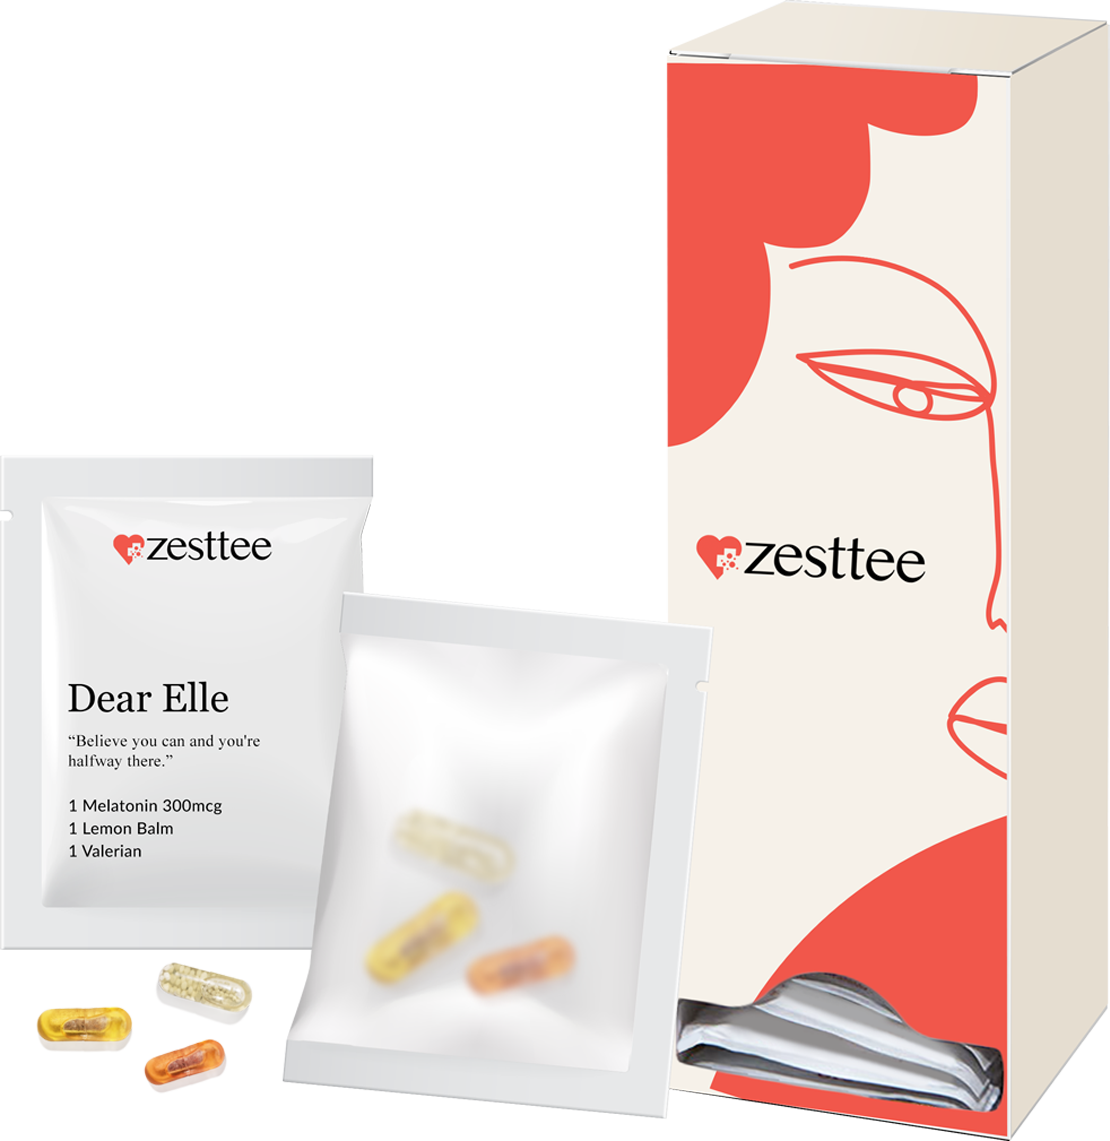 zesttee
Dear Elle
“Believe you can and you're
halfway there.”
1 Melatonin 300mcg
1 Lemon Balm
1 Valerian
zesttee